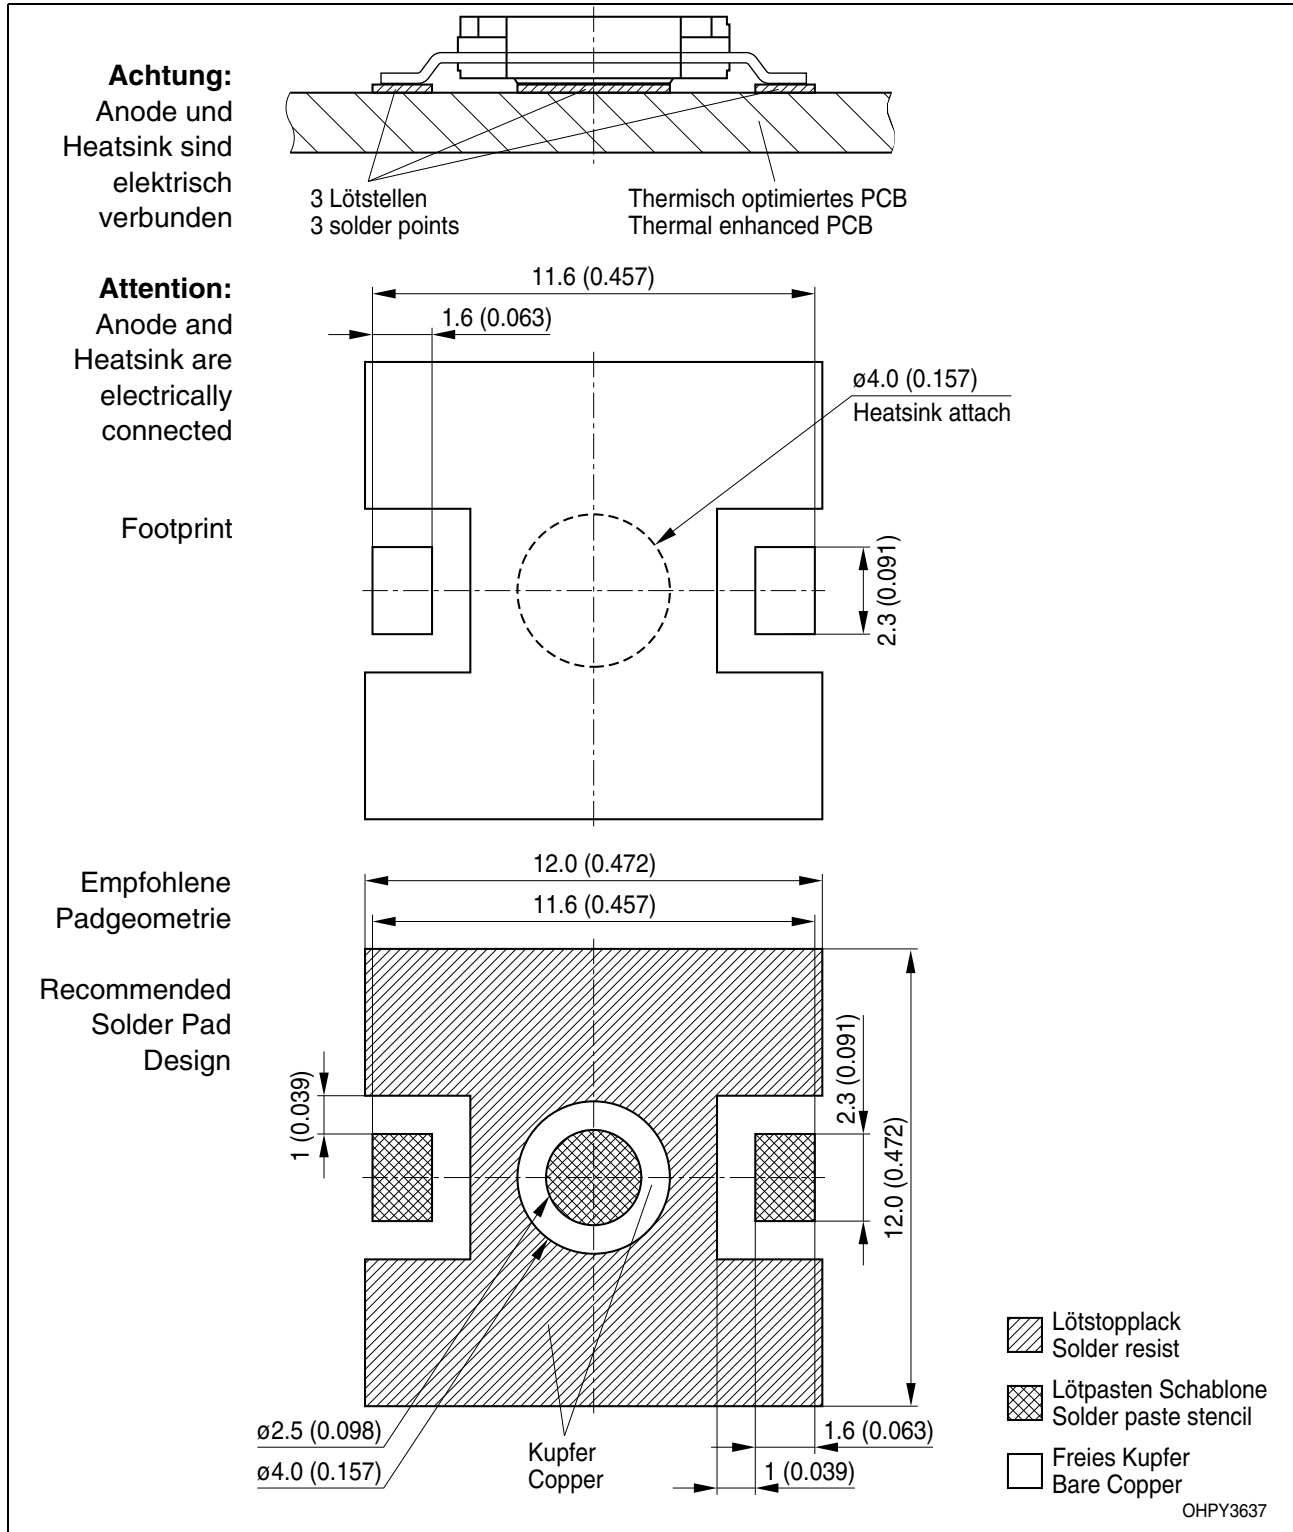 Achtung:
Anode und
Heatsink sind
elektrisch
verbunden
3 Lötstellen
3 solder points
Thermisch optimiertes PCB
Thermal enhanced PCB
Attention:
Anode and
Heatsink are
electrically
connected
11.6 (0.457)
1.6 (0.063)
ø4.0 (0.157)
Heatsink attach
Footprint
2.3 (0.091)
Empfohlene
Padgeometrie
12.0 (0.472)
11.6 (0.457)
Recommended
Solder Pad
Design
1 (0.039)
2.3 (0.091)
12.0 (0.472)
ø2.5 (0.098)
ø4.0 (0.157)
Kupfer
Copper
1.6 (0.063)
1 (0.039)
Lötstopplack
Solder resist
Lötpasten Schablone
Solder paste stencil
Freies Kupfer
Bare Copper
OHPY3637